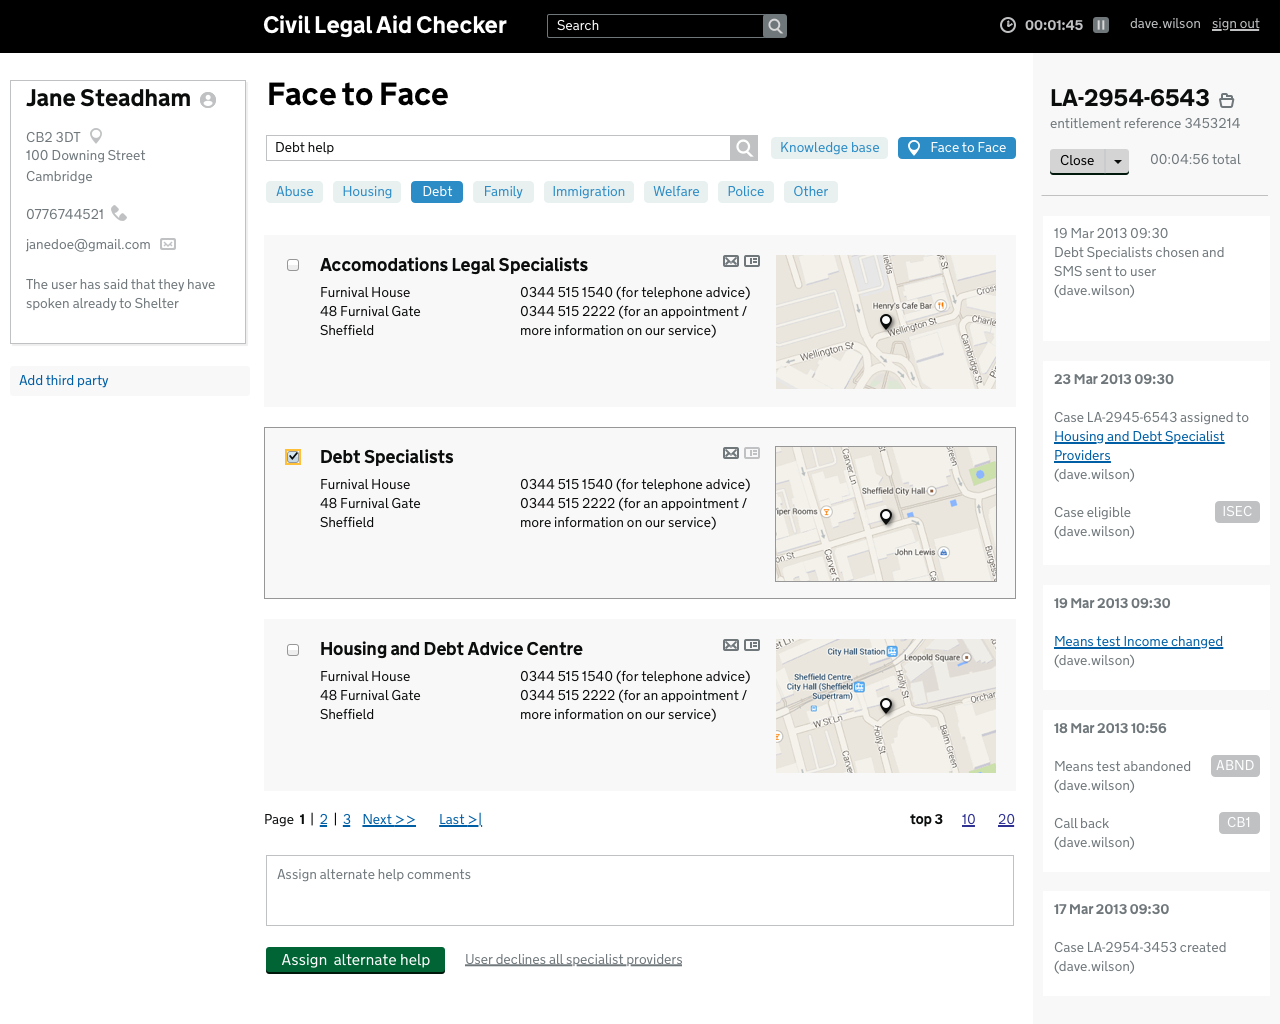 Civil Legal Aid Checker
Search
00:01:45
dave.wilson
sign out
Jane Steadham
CB2 3DT
100 Downing Street
Cambridge
0776744521
janedoe@gmail.com
The user has said that they have
spoken already to Shelter
Add third party
Face to Face
Debt help
Knowledge base
Face to Face
Abuse
Housing
Debt
Family
Immigration
Welfare
Police
Other
Accomodations Legal Specialists
Furnival House
48 Furnival Gate
Sheffield
0344 515 1540 (for telephone advice)
0344 515 2222 (for an appointment /
more information on our service)
Henry's Cafe Bar
Wellington St
Wellington St
Cambridge St
Debt Specialists
Furnival House
48 Furnival Gate
Sheffield
0344 515 1540 (for telephone advice)
0344 515 2222 (for an appointment /
more information on our service)
Carver Ln
Sheffield City Hall
iper Rooms
John Lewis
Carver S
Burgess
Balm Green
Housing and Debt Advice Centre
Furnival House
48 Furnival Gate
Sheffield
0344 515 1540 (for telephone advice)
0344 515 2222 (for an appointment /
more information on our service)
City Hall Station
Leopold Square
Sheffield Centre,
City Hall (Sheffield
Supertram)
Holly St
Orchar
W St Ln
Holly St
Balm Green
Page 1 | 2 | 3 Next >> Last >|
top 3 10 20
Assign alternate help comments
Assign alternate help
User declines all specialist providers
LA-2954-6543
entitlement reference 3453214
Close
00:04:56 total
19 Mar 2013 09:30
Debt Specialists chosen and
SMS sent to user
(dave.wilson)
23 Mar 2013 09:30
Case LA-2945-6543 assigned to
Housing and Debt Specialist
Providers
(dave.wilson)
Case eligible
ISEC
(dave.wilson)
19 Mar 2013 09:30
Means test Income changed
(dave.wilson)
18 Mar 2013 10:56
Means test abandoned
ABND
(dave.wilson)
Call back
CB1
(dave.wilson)
17 Mar 2013 09:30
Case LA-2954-3453 created
(dave.wilson)